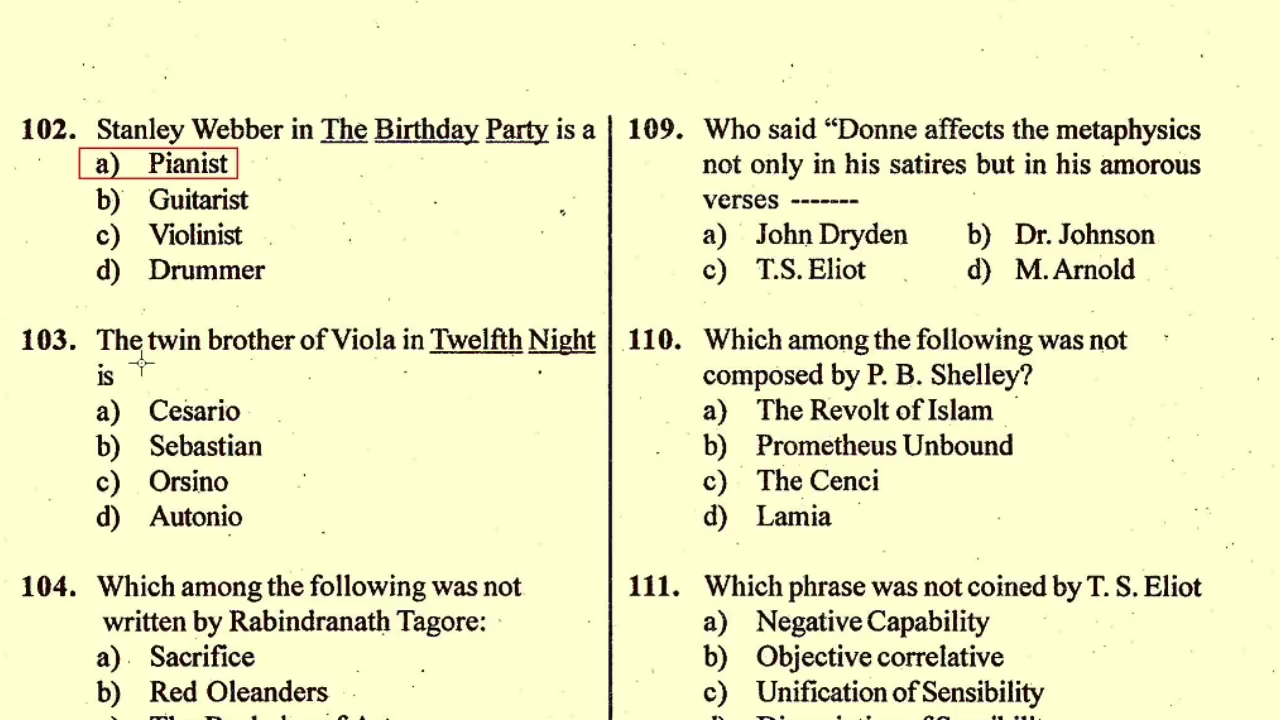 102. Stanley Webber in The Birthday Party is a
a) Pianist
b) Guitarist
c) Violinist
d) Drummer
103. The twin brother of Viola in Twelfth Night
is
a) Cesario
b) Sebastian
c) Orsino
d) Autonio
104. Which among the following was not
written by Rabindranath Tagore:
a) Sacrifice
b) Red Oleanders
109. Who said “Donne affects the metaphysics
not only in his satires but in his amorous
verses -------
a) John Dryden b) Dr. Johnson
c) T.S. Eliot d) M. Arnold
110. Which among the following was not
composed by P. B. Shelley?
a) The Revolt of Islam
b) Prometheus Unbound
c) The Cenci
d) Lamia
111. Which phrase was not coined by T. S. Eliot
a) Negative Capability
b) Objective correlative
c) Unification of Sensibility